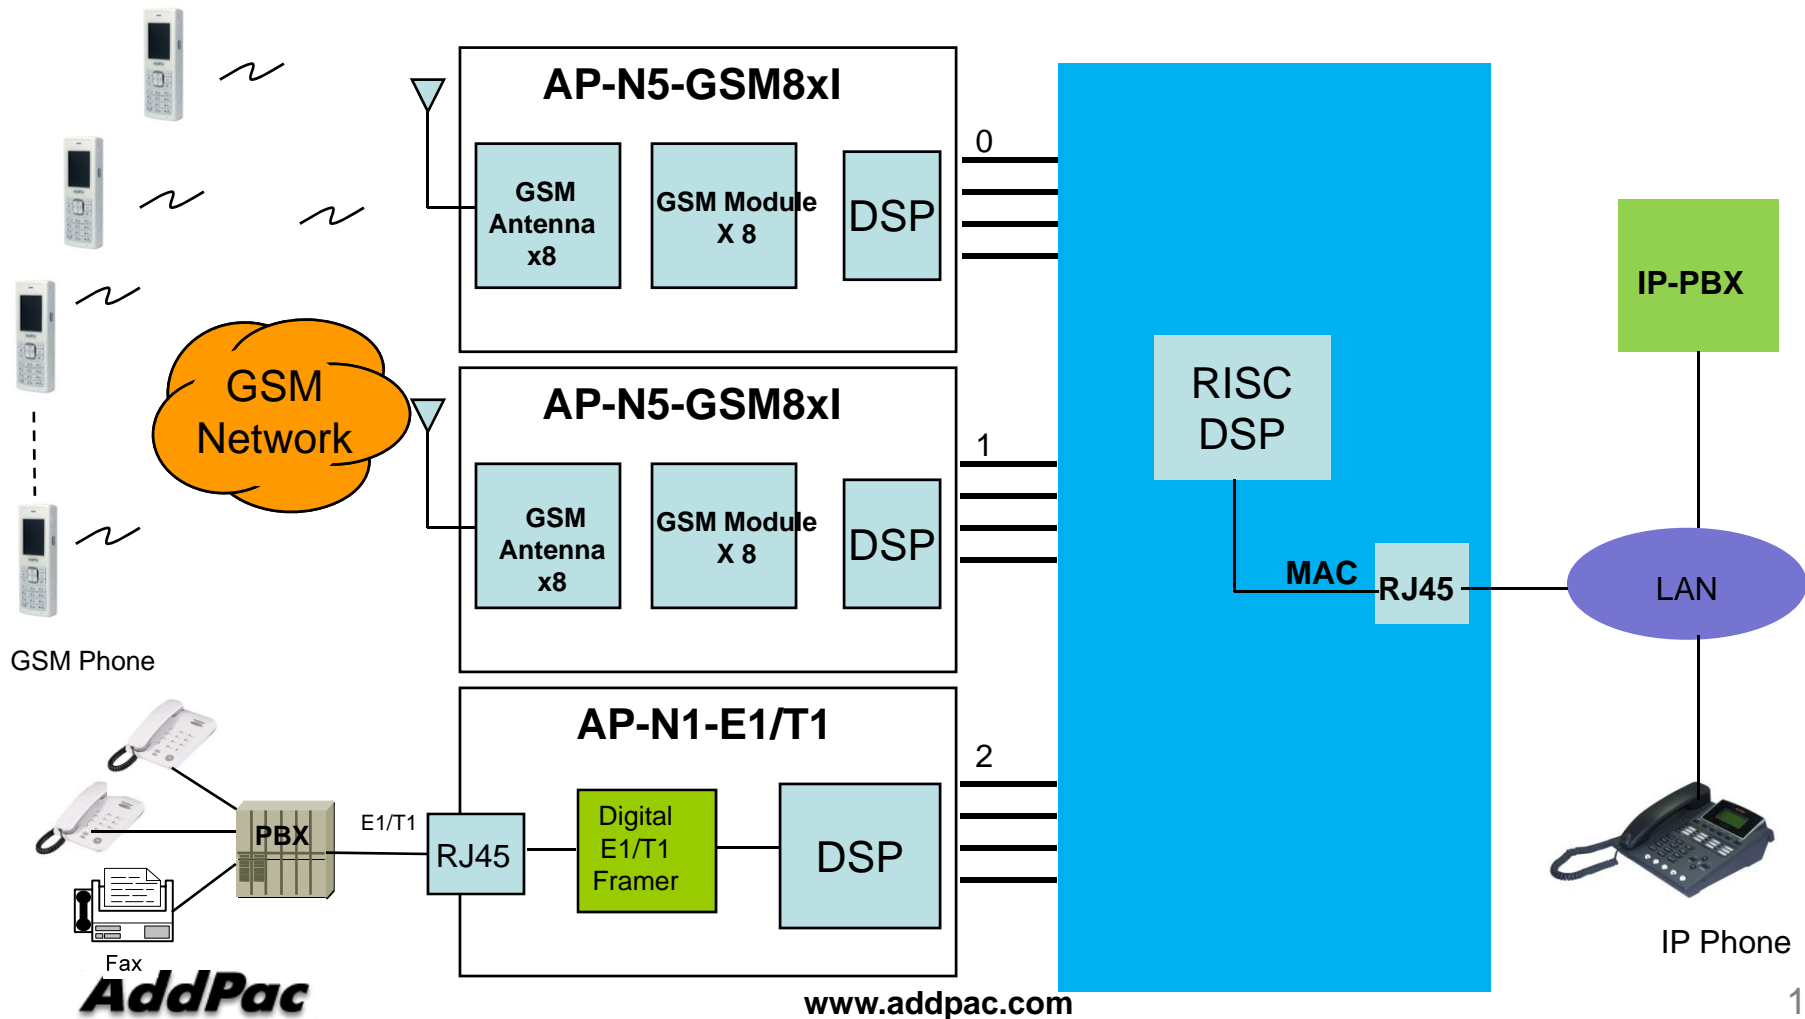 AP-N5-GSM8xI
GSM
Antenna
x8
GSM Module
X 8
DSP
0
GSM
Network
AP-N5-GSM8xI
GSM
Antenna
x8
GSM Module
X 8
DSP
1
GSM Phone
AP-N1-E1/T1
PBX
E1/T1
RJ45
Digital
E1/T1
Framer
DSP
2
Fax
RISC
DSP
MAC
RJ45
IP-PBX
LAN
IP Phone
AddPac
www.addpac.com
1